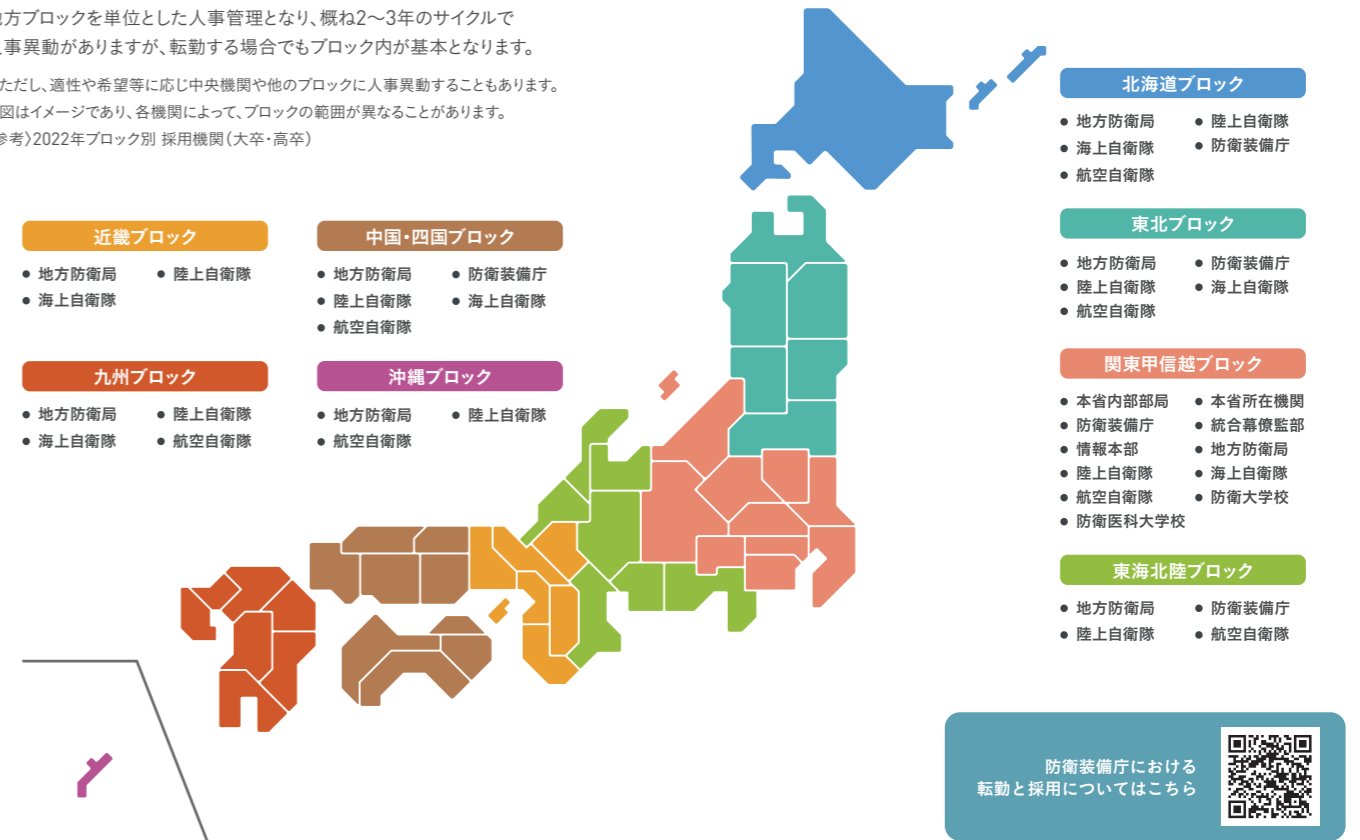 方ブロックを単位とした人事管理となり、概ね2〜3年のサイクルで
事異動がありますが、転勤する場合でもブロック内が基本となります。
ただし、適性や希望等に応じ中央機関や他のブロックに人事異動することもあります。
図はイメージであり、各機関によって、ブロックの範囲が異なることがあります。
参考〉2022年ブロック別 採用機関(大卒・高卒)
近畿ブロック
● 地方防衛局 ● 陸上自衛隊
● 海上自衛隊
中国・四国ブロック
● 地方防衛局 ● 防衛装備庁
● 陸上自衛隊 ● 海上自衛隊
● 航空自衛隊
九州ブロック
● 地方防衛局 ● 陸上自衛隊
● 海上自衛隊 ● 航空自衛隊
沖縄ブロック
● 地方防衛局 ● 陸上自衛隊
● 航空自衛隊
北海道ブロック
● 地方防衛局 ● 陸上自衛隊
● 海上自衛隊 ● 防衛装備庁
● 航空自衛隊
東北ブロック
● 地方防衛局 ● 防衛装備庁
● 陸上自衛隊 ● 海上自衛隊
● 航空自衛隊
関東甲信越ブロック
● 本省内部部局 ● 本省所在機関
● 防衛装備庁 ● 統合幕僚監部
● 情報本部 ● 地方防衛局
● 陸上自衛隊 ● 海上自衛隊
● 航空自衛隊 ● 防衛大学校
● 防衛医科大学校
東海北陸ブロック
● 地方防衛局 ● 防衛装備庁
● 陸上自衛隊 ● 航空自衛隊
防衛装備庁における
転勤と採用についてはこちら